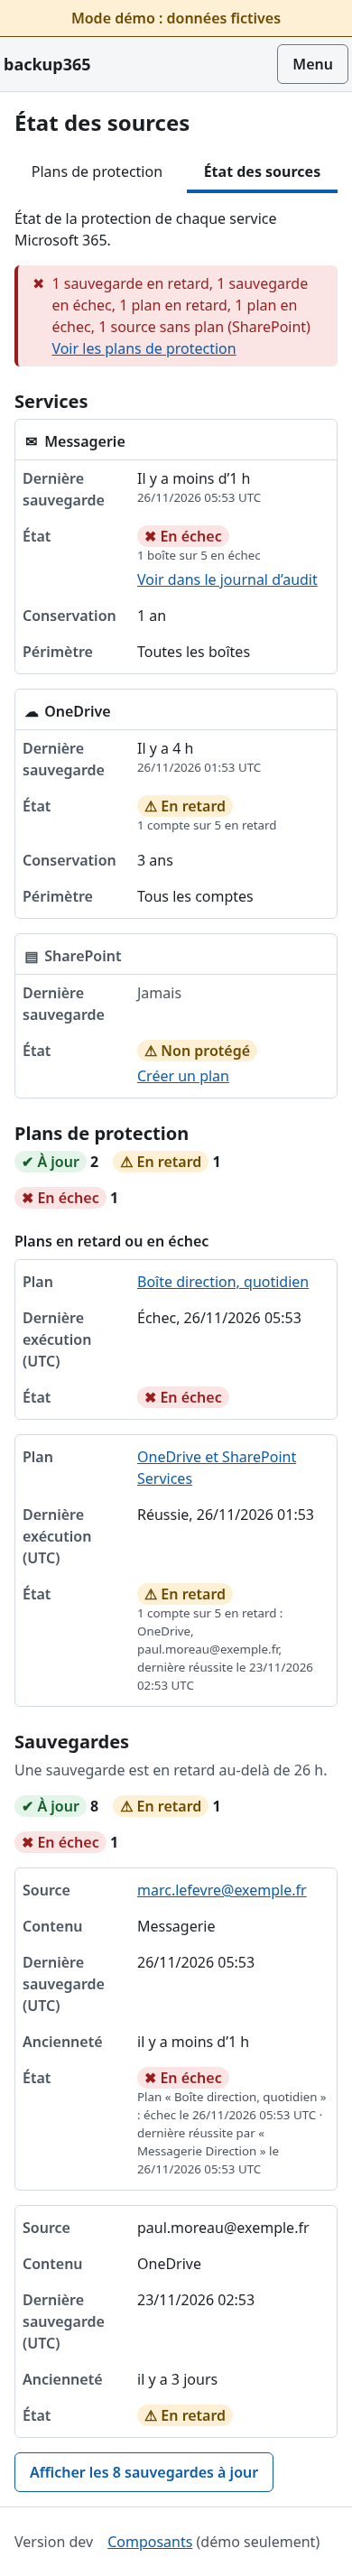 Mode démo : données fictives
backup365
Menu
État des sources
Plans de protection
État des sources
État de la protection de chaque service
Microsoft 365.
✖ 1 sauvegarde en retard, 1 sauvegarde
en échec, 1 plan en retard, 1 plan en
échec, 1 source sans plan (SharePoint)
Voir les plans de protection
Services
✉ Messagerie
Dernière
sauvegarde
Il y a moins d’1 h
26/11/2026 05:53 UTC
État
✖ En échec
1 boîte sur 5 en échec
Voir dans le journal d’audit
Conservation
1 an
Périmètre
Toutes les boîtes
☁ OneDrive
Dernière
sauvegarde
Il y a 4 h
26/11/2026 01:53 UTC
État
⚠ En retard
1 compte sur 5 en retard
Conservation
3 ans
Périmètre
Tous les comptes
▤ SharePoint
Dernière
sauvegarde
Jamais
État
⚠ Non protégé
Créer un plan
Plans de protection
✔ À jour 2 ⚠ En retard 1
✖ En échec 1
Plans en retard ou en échec
Plan
Boîte direction, quotidien
Dernière
exécution
(UTC)
Échec, 26/11/2026 05:53
État
✖ En échec
Plan
OneDrive et SharePoint
Services
Dernière
exécution
(UTC)
Réussie, 26/11/2026 01:53
État
⚠ En retard
1 compte sur 5 en retard :
OneDrive,
paul.moreau@exemple.fr,
dernière réussite le 23/11/2026
02:53 UTC
Sauvegardes
Une sauvegarde est en retard au-delà de 26 h.
✔ À jour 8 ⚠ En retard 1
✖ En échec 1
Source
marc.lefevre@exemple.fr
Contenu
Messagerie
Dernière
sauvegarde
(UTC)
26/11/2026 05:53
Ancienneté
il y a moins d’1 h
État
✖ En échec
Plan « Boîte direction, quotidien »
: échec le 26/11/2026 05:53 UTC ·
dernière réussite par «
Messagerie Direction » le
26/11/2026 05:53 UTC
Source
paul.moreau@exemple.fr
Contenu
OneDrive
Dernière
sauvegarde
(UTC)
23/11/2026 02:53
Ancienneté
il y a 3 jours
État
⚠ En retard
Afficher les 8 sauvegardes à jour
Version dev Composants (démo seulement)